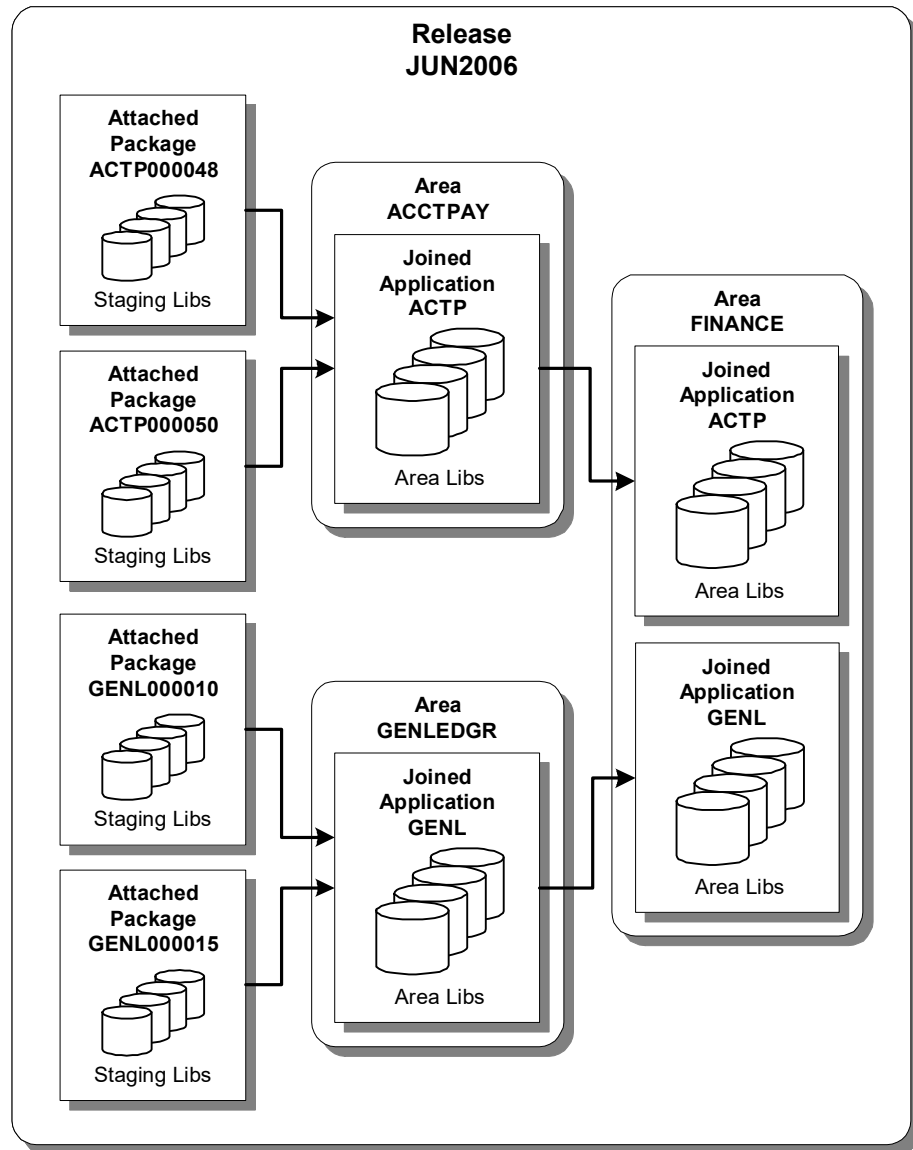 Release
JUN2006
Attached
Package
ACTP000048
Staging Libs
Attached
Package
ACTP000050
Staging Libs
Attached
Package
GENL000010
Staging Libs
Attached
Package
GENL000015
Staging Libs
Area
ACCTPAY
Joined
Application
ACTP
Area Libs
Area
GENLEDGR
Joined
Application
GENL
Area Libs
Area
FINANCE
Joined
Application
ACTP
Area Libs
Joined
Application
GENL
Area Libs